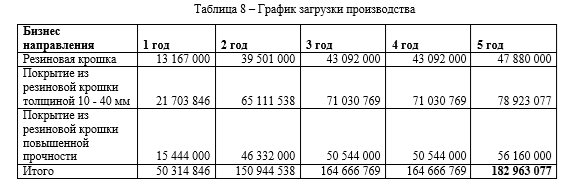 Таблица 8 – График загрузки производства
Бизнес
направления 1 год 2 год 3 год 4 год 5 год
Резиновая крошка 13 167 000 39 501 000 43 092 000 43 092 000 47 880 000
Покрытие из
резиновой крошки
толщиной 10 - 40 мм 21 703 846 65 111 538 71 030 769 71 030 769 78 923 077
Покрытие из
резиновой крошки
повышенной
прочности 15 444 000 46 332 000 50 544 000 50 544 000 56 160 000
Итого 50 314 846 150 944 538 164 666 769 164 666 769 182 963 077